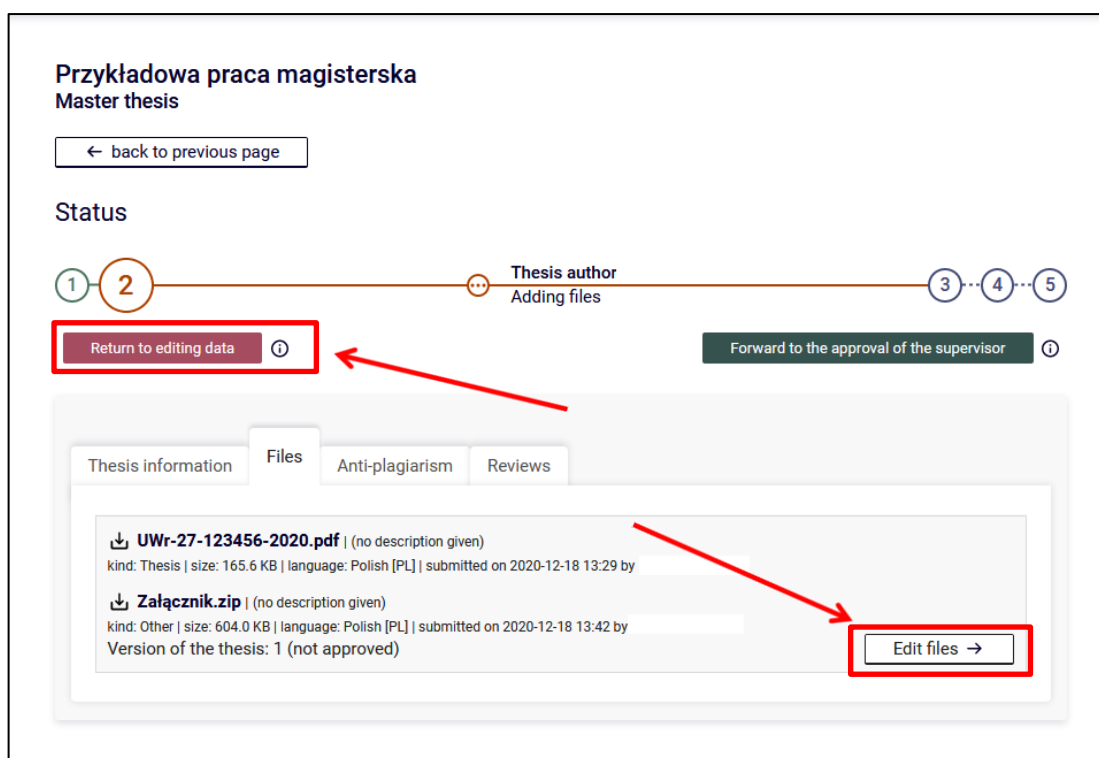 Przykładowa praca magisterska
Master thesis
← back to previous page
Status
1 2 Thesis author 3 4 5
Adding files
Return to editing data
Forward to the approval of the supervisor
Thesis information Files Anti-plagiarism Reviews
UWr-27-123456-2020.pdf | (no description given)
kind: Thesis | size: 165.6 KB | language: Polish [PL] | submitted on 2020-12-18 13:29 by
Załącznik.zip | (no description given)
kind: Other | size: 604.0 KB | language: Polish [PL] | submitted on 2020-12-18 13:42 by
Version of the thesis: 1 (not approved)
Edit files →